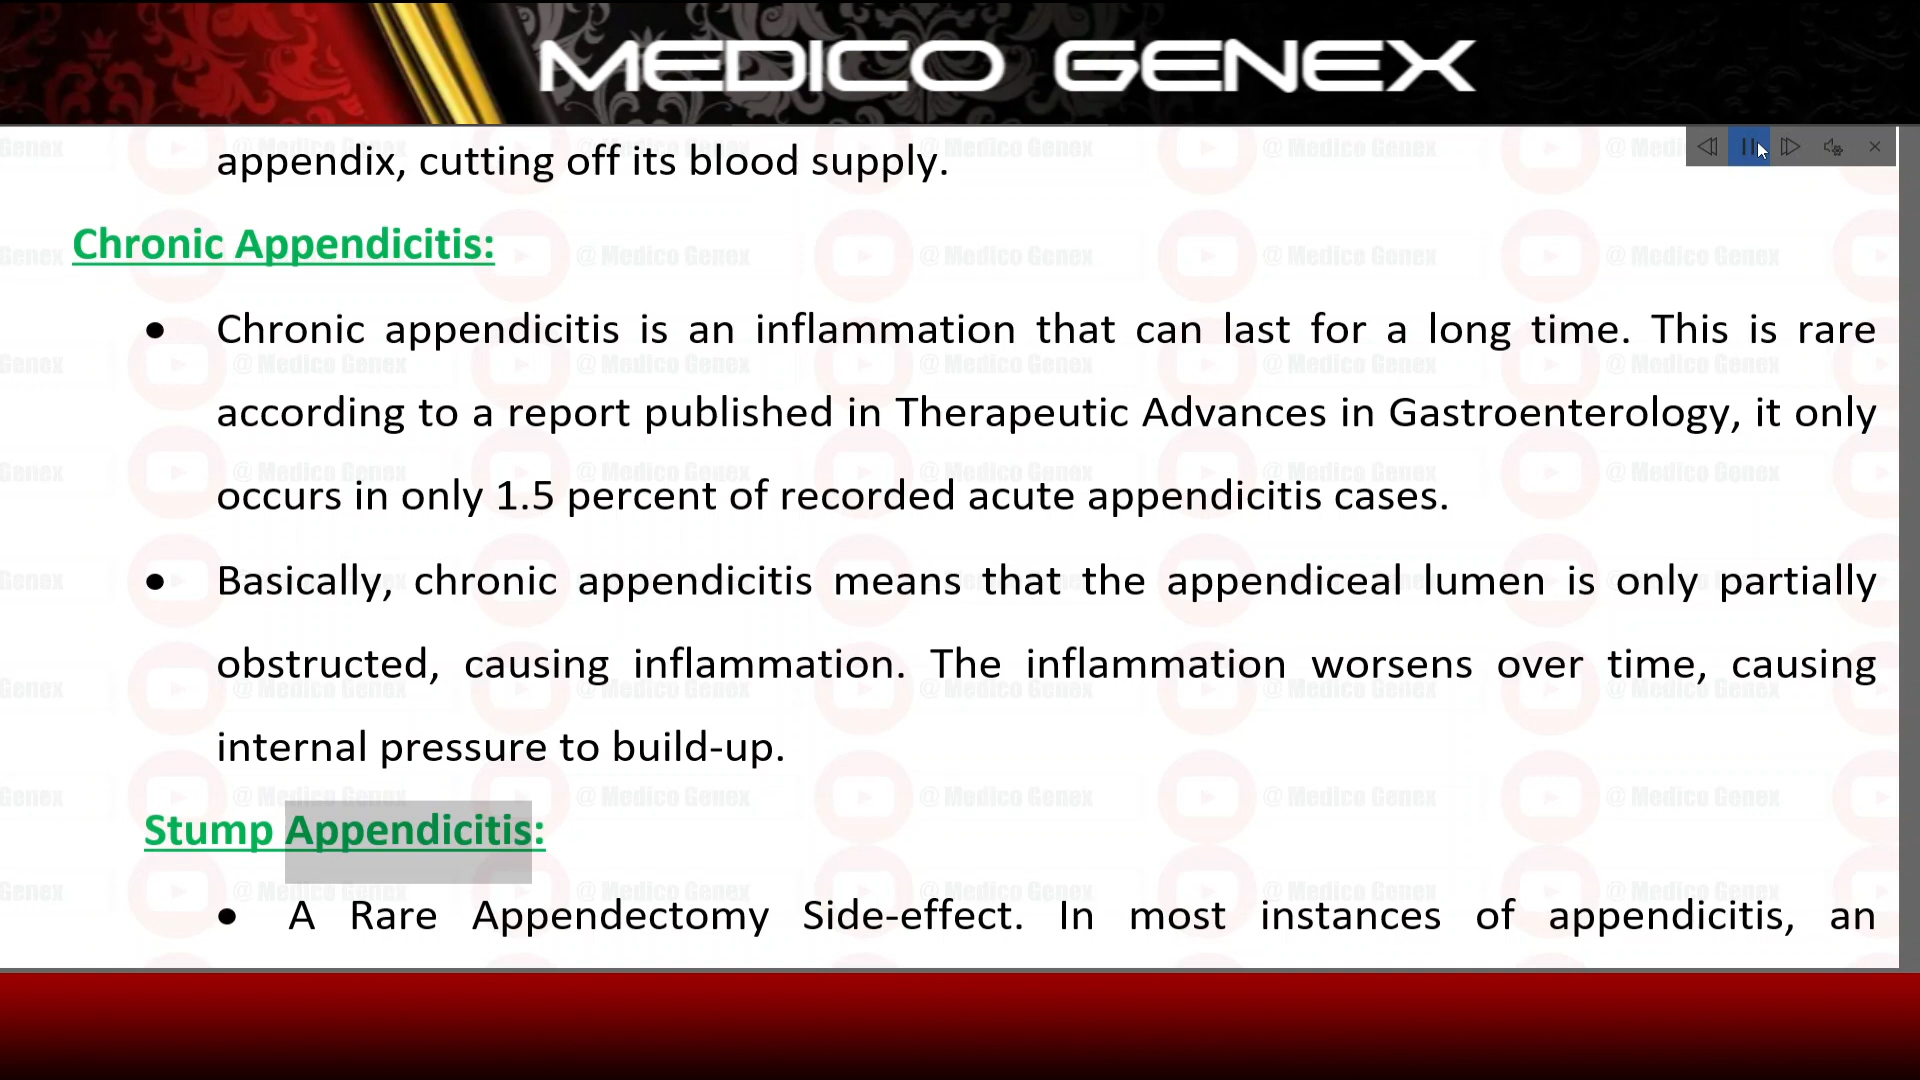 MEDICO GENEX
appendix, cutting off its blood supply.
Chronic Appendicitis:
● Chronic appendicitis is an inflammation that can last for a long time. This is rare
according to a report published in Therapeutic Advances in Gastroenterology, it only
occurs in only 1.5 percent of recorded acute appendicitis cases.
● Basically, chronic appendicitis means that the appendiceal lumen is only partially
obstructed, causing inflammation. The inflammation worsens over time, causing
internal pressure to build-up.
Stump Appendicitis:
● A Rare Appendectomy Side-effect. In most instances of appendicitis, an
@ Medico Genex